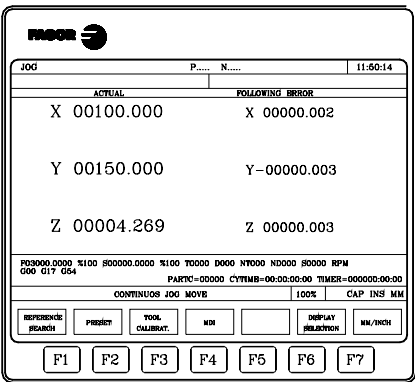 FAGOR
JOG P..... N..... 11:50:14
ACTUAL FOLLOWING ERROR
X 00100.000 X 00000.002
Y 00150.000 Y-00000.003
Z 00004.269 Z 00000.003
F03000.0000 %100 S00000.0000 %100 T0000 D000 NT000 ND000 S0000 RPM
G00 G17 G54
PARTC=00000 CYTIME=00:00:00:00 TIMER=000000:00:00
CONTINUOS JOG MOVE 100% CAP INS MM
REFERENCE SEARCH
PRESET
TOOL CALIBRAT.
MDI
DISPLAY SELECTION
MM/INCH
F1 F2 F3 F4 F5 F6 F7